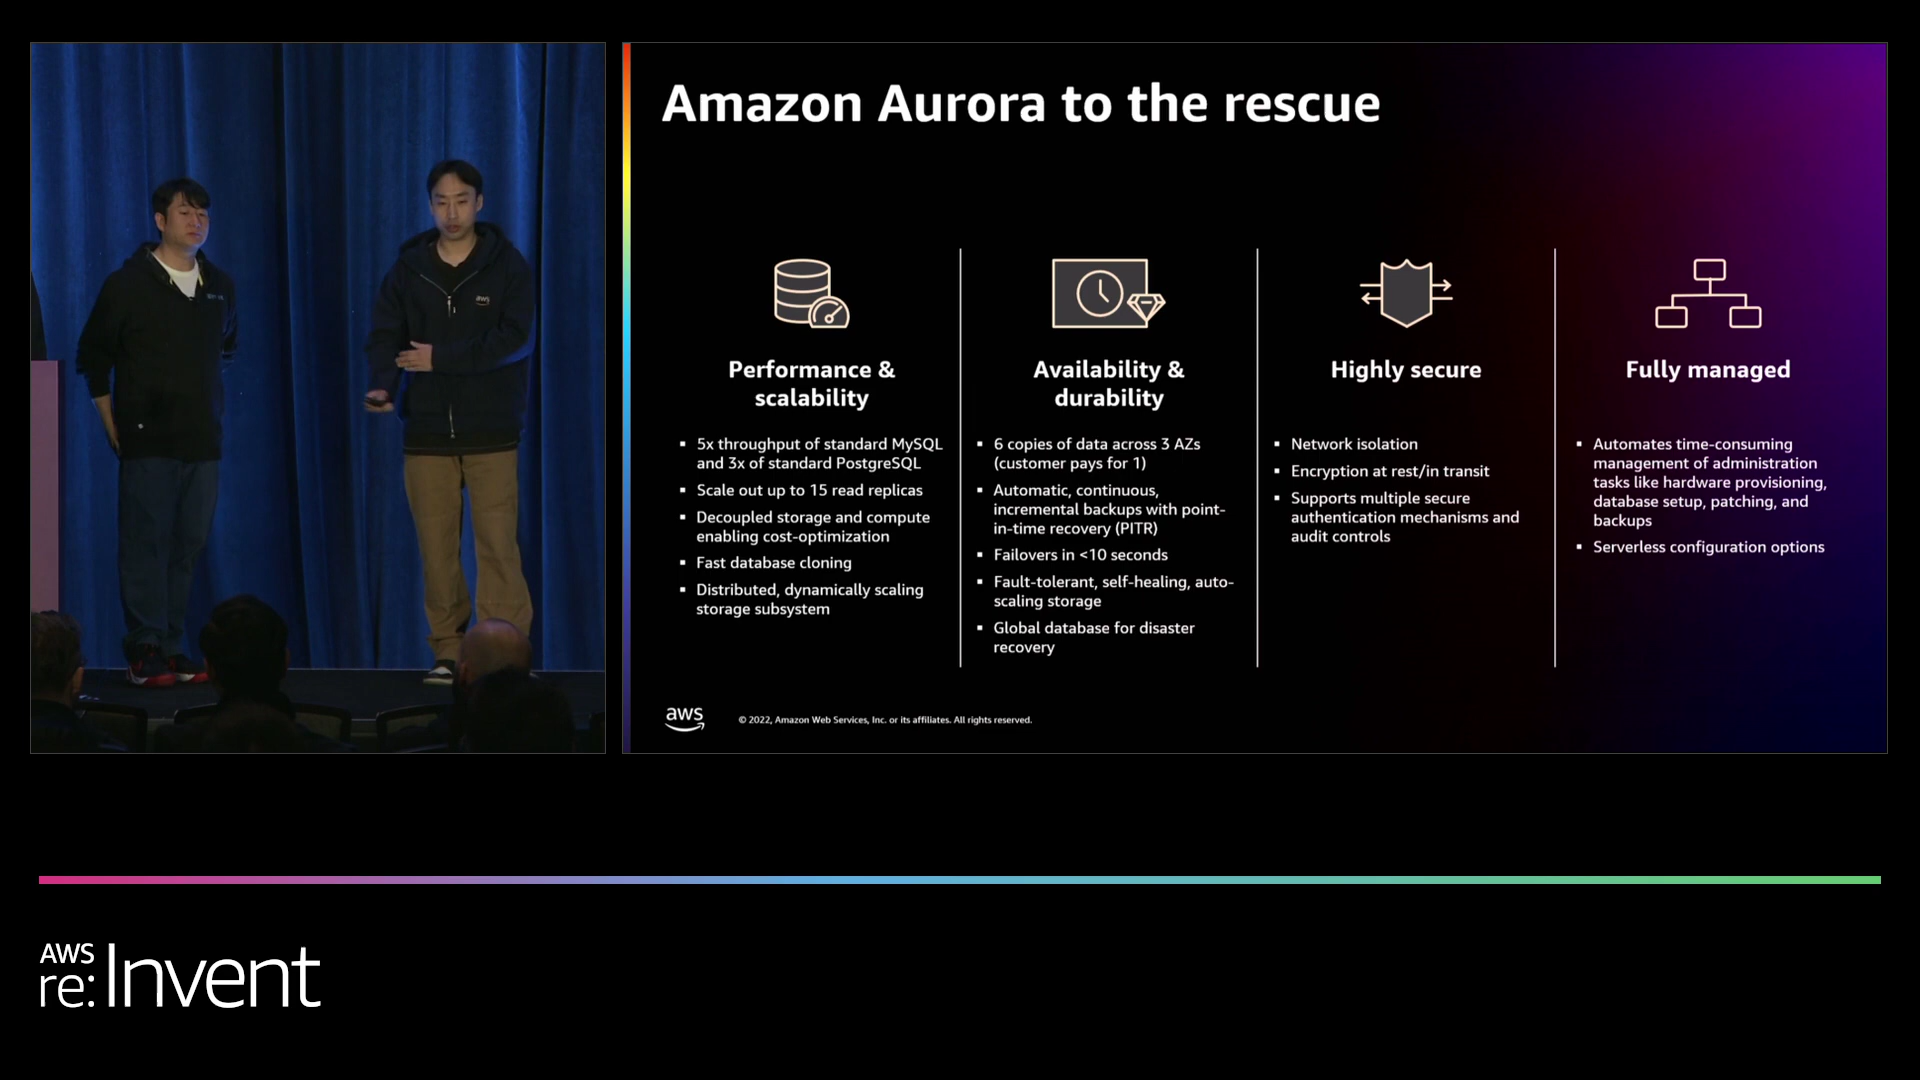 Amazon Aurora to the rescue
Performance &
scalability
▪ 5x throughput of standard MySQL
and 3x of standard PostgreSQL
▪ Scale out up to 15 read replicas
▪ Decoupled storage and compute
enabling cost-optimization
▪ Fast database cloning
▪ Distributed, dynamically scaling
storage subsystem
Availability &
durability
▪ 6 copies of data across 3 AZs
(customer pays for 1)
▪ Automatic, continuous,
incremental backups with point-
in-time recovery (PITR)
▪ Failovers in <10 seconds
▪ Fault-tolerant, self-healing, auto-
scaling storage
▪ Global database for disaster
recovery
Highly secure
▪ Network isolation
▪ Encryption at rest/in transit
▪ Supports multiple secure
authentication mechanisms and
audit controls
Fully managed
▪ Automates time-consuming
management of administration
tasks like hardware provisioning,
database setup, patching, and
backups
▪ Serverless configuration options
aws
© 2022, Amazon Web Services, Inc. or its affiliates. All rights reserved.
aws
AWS
re:Invent